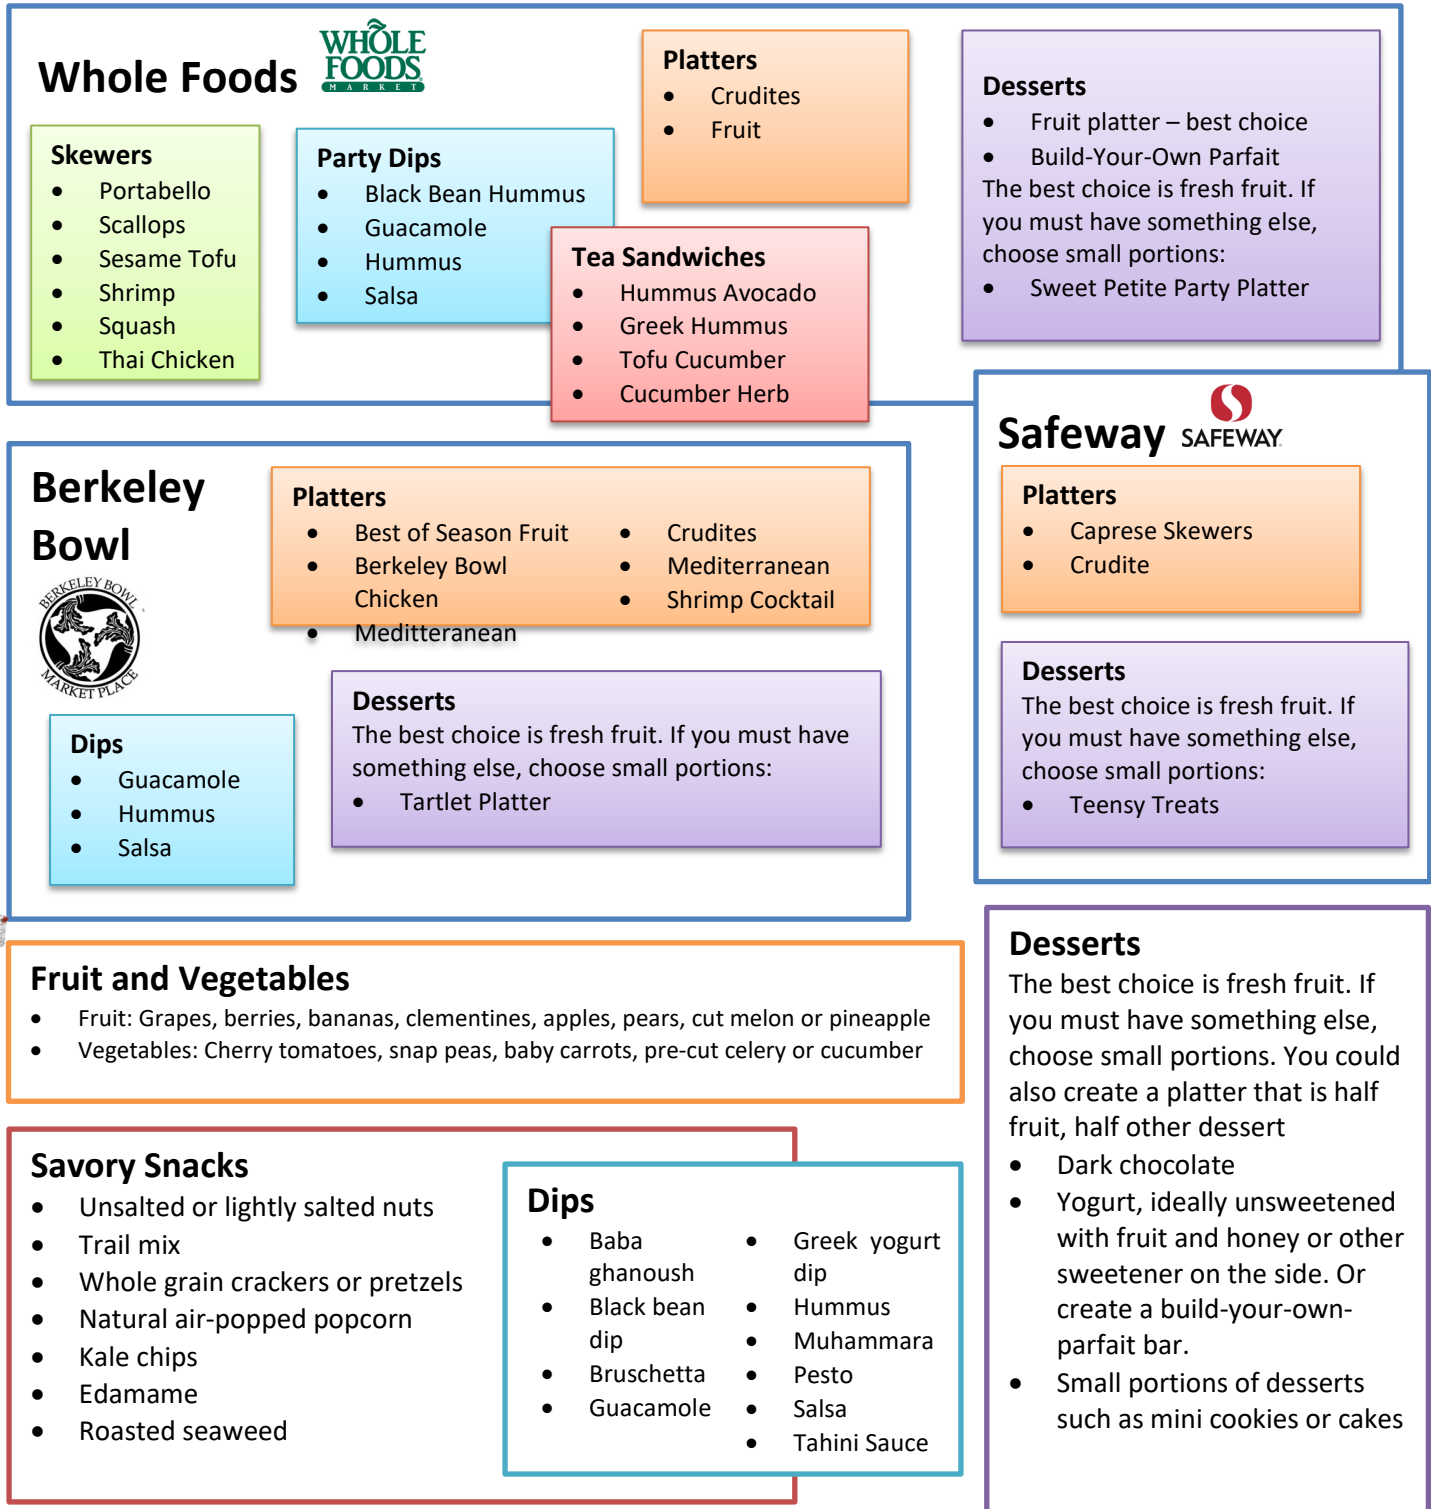 Whole Foods
WHOLE
FOODS
MARKET
Skewers
• Portabello
• Scallops
• Sesame Tofu
• Shrimp
• Squash
• Thai Chicken
Party Dips
• Black Bean Hummus
• Guacamole
• Hummus
• Salsa
Platters
• Crudites
• Fruit
Tea Sandwiches
• Hummus Avocado
• Greek Hummus
• Tofu Cucumber
• Cucumber Herb
Desserts
• Fruit platter – best choice
• Build-Your-Own Parfait
The best choice is fresh fruit. If
you must have something else,
choose small portions:
• Sweet Petite Party Platter
Berkeley
Bowl
BERKELEY BOWL
MARKET PLACE
Platters
• Best of Season Fruit
• Berkeley Bowl
Chicken
• Meditteranean
• Crudites
• Mediterranean
• Shrimp Cocktail
Dips
• Guacamole
• Hummus
• Salsa
Desserts
The best choice is fresh fruit. If you must have
something else, choose small portions:
• Tartlet Platter
Safeway
SAFEWAY
Platters
• Caprese Skewers
• Crudite
Desserts
The best choice is fresh fruit. If
you must have something else,
choose small portions:
• Teensy Treats
Fruit and Vegetables
• Fruit: Grapes, berries, bananas, clementines, apples, pears, cut melon or pineapple
• Vegetables: Cherry tomatoes, snap peas, baby carrots, pre-cut celery or cucumber
Savory Snacks
• Unsalted or lightly salted nuts
• Trail mix
• Whole grain crackers or pretzels
• Natural air-popped popcorn
• Kale chips
• Edamame
• Roasted seaweed
Dips
• Baba
ghanoush
• Black bean
dip
• Bruschetta
• Guacamole
• Greek yogurt
dip
• Hummus
• Muhammara
• Pesto
• Salsa
• Tahini Sauce
Desserts
The best choice is fresh fruit. If
you must have something else,
choose small portions. You could
also create a platter that is half
fruit, half other dessert
• Dark chocolate
• Yogurt, ideally unsweetened
with fruit and honey or other
sweetener on the side. Or
create a build-your-own-
parfait bar.
• Small portions of desserts
such as mini cookies or cakes